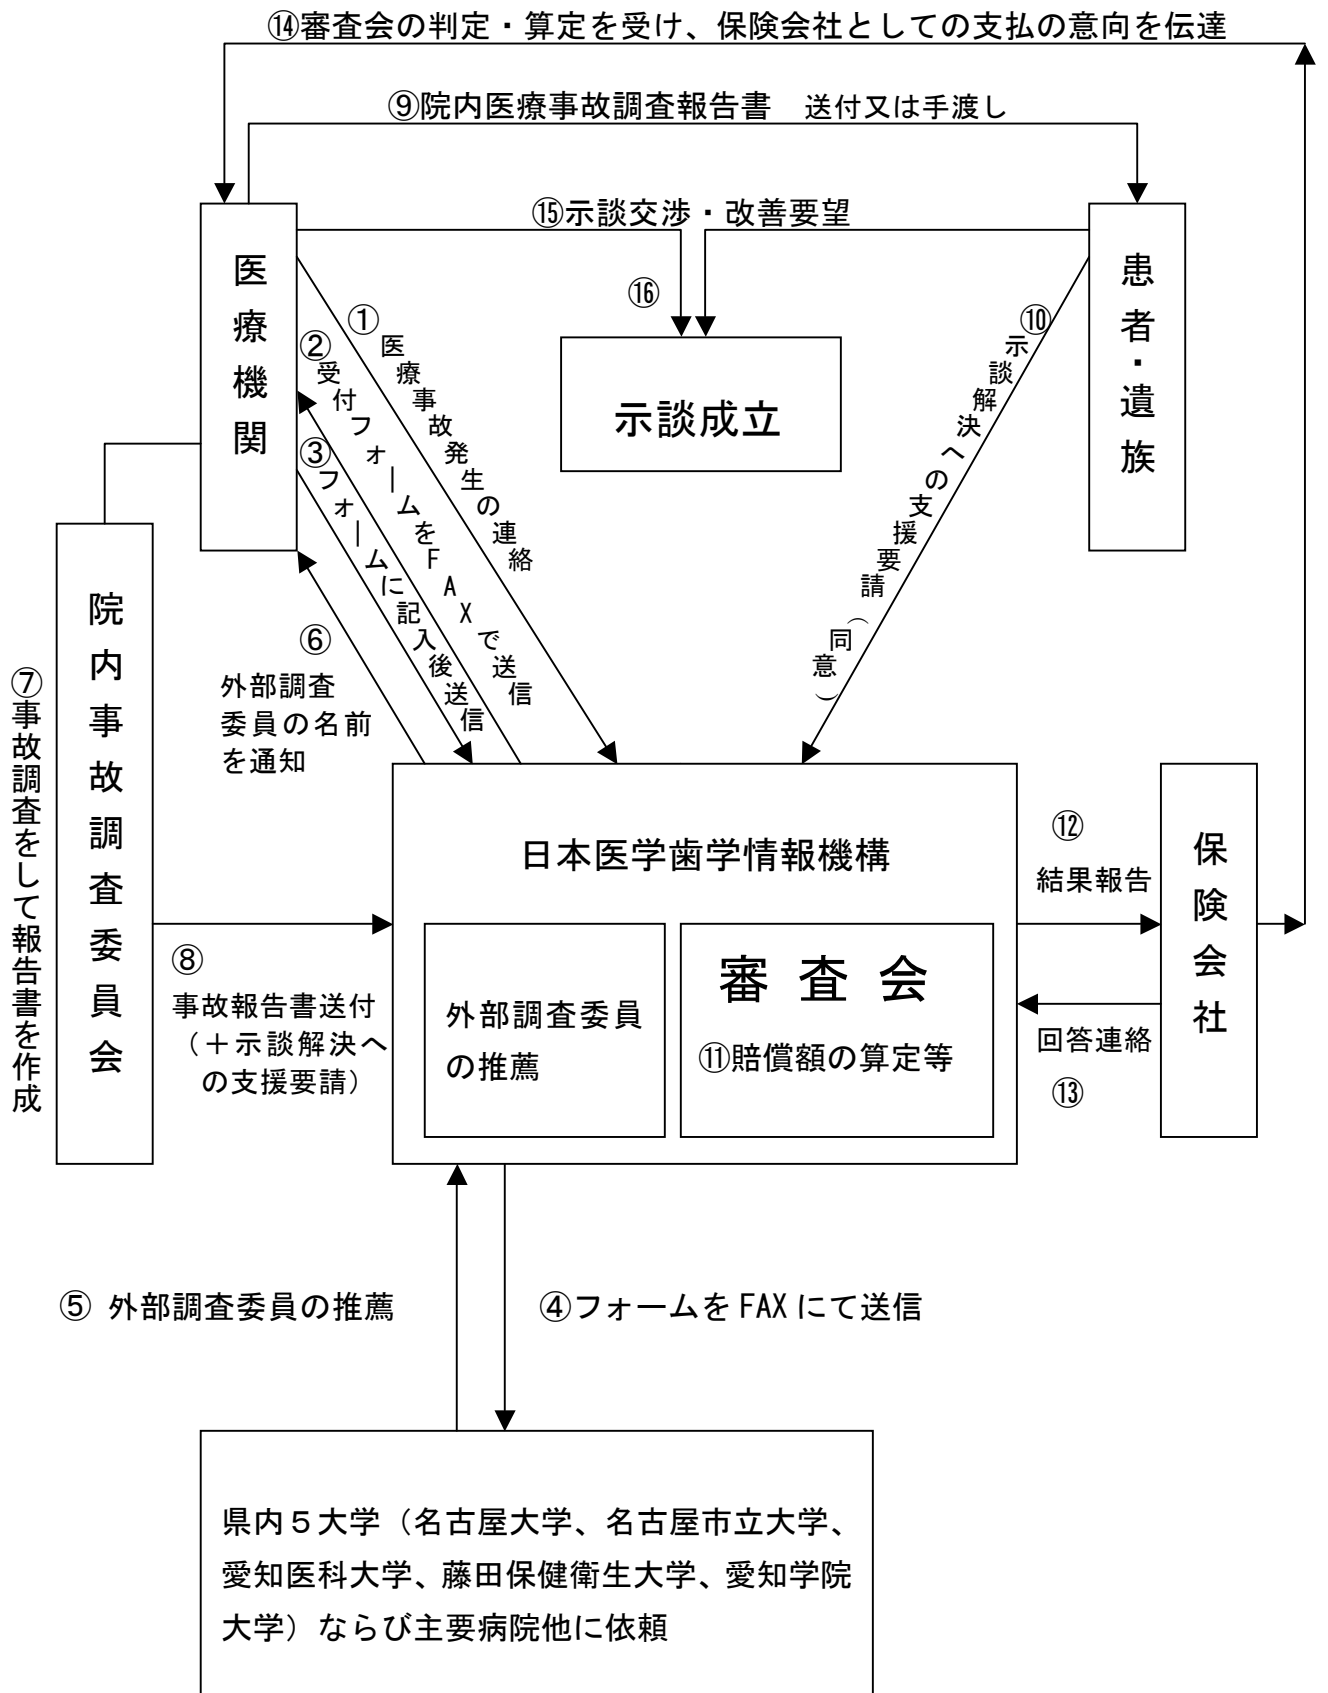 ⑭審査会の判定・算定を受け、保険会社としての支払の意向を伝達
⑨院内医療事故調査報告書　送付又は手渡し
⑮示談交渉・改善要望
医療機関
患者・遺族
⑯
示談成立
①医療事故発生の連絡
②受付フォームをFAXで送信
③フォームに記入後送信
⑩示談解決への支援要請（同意）
⑥
外部調査
委員の名前
を通知
院内事故調査委員会
⑦事故調査をして報告書を作成
⑧
事故報告書送付
（＋示談解決へ
の支援要請）
日本医学歯学情報機構
外部調査委員
の推薦
審査会
⑪賠償額の算定等
⑫
結果報告
保険会社
回答連絡
⑬
⑤ 外部調査委員の推薦
④フォームを FAX にて送信
県内５大学（名古屋大学、名古屋市立大学、
愛知医科大学、藤田保健衛生大学、愛知学院
大学）ならび主要病院他に依頼